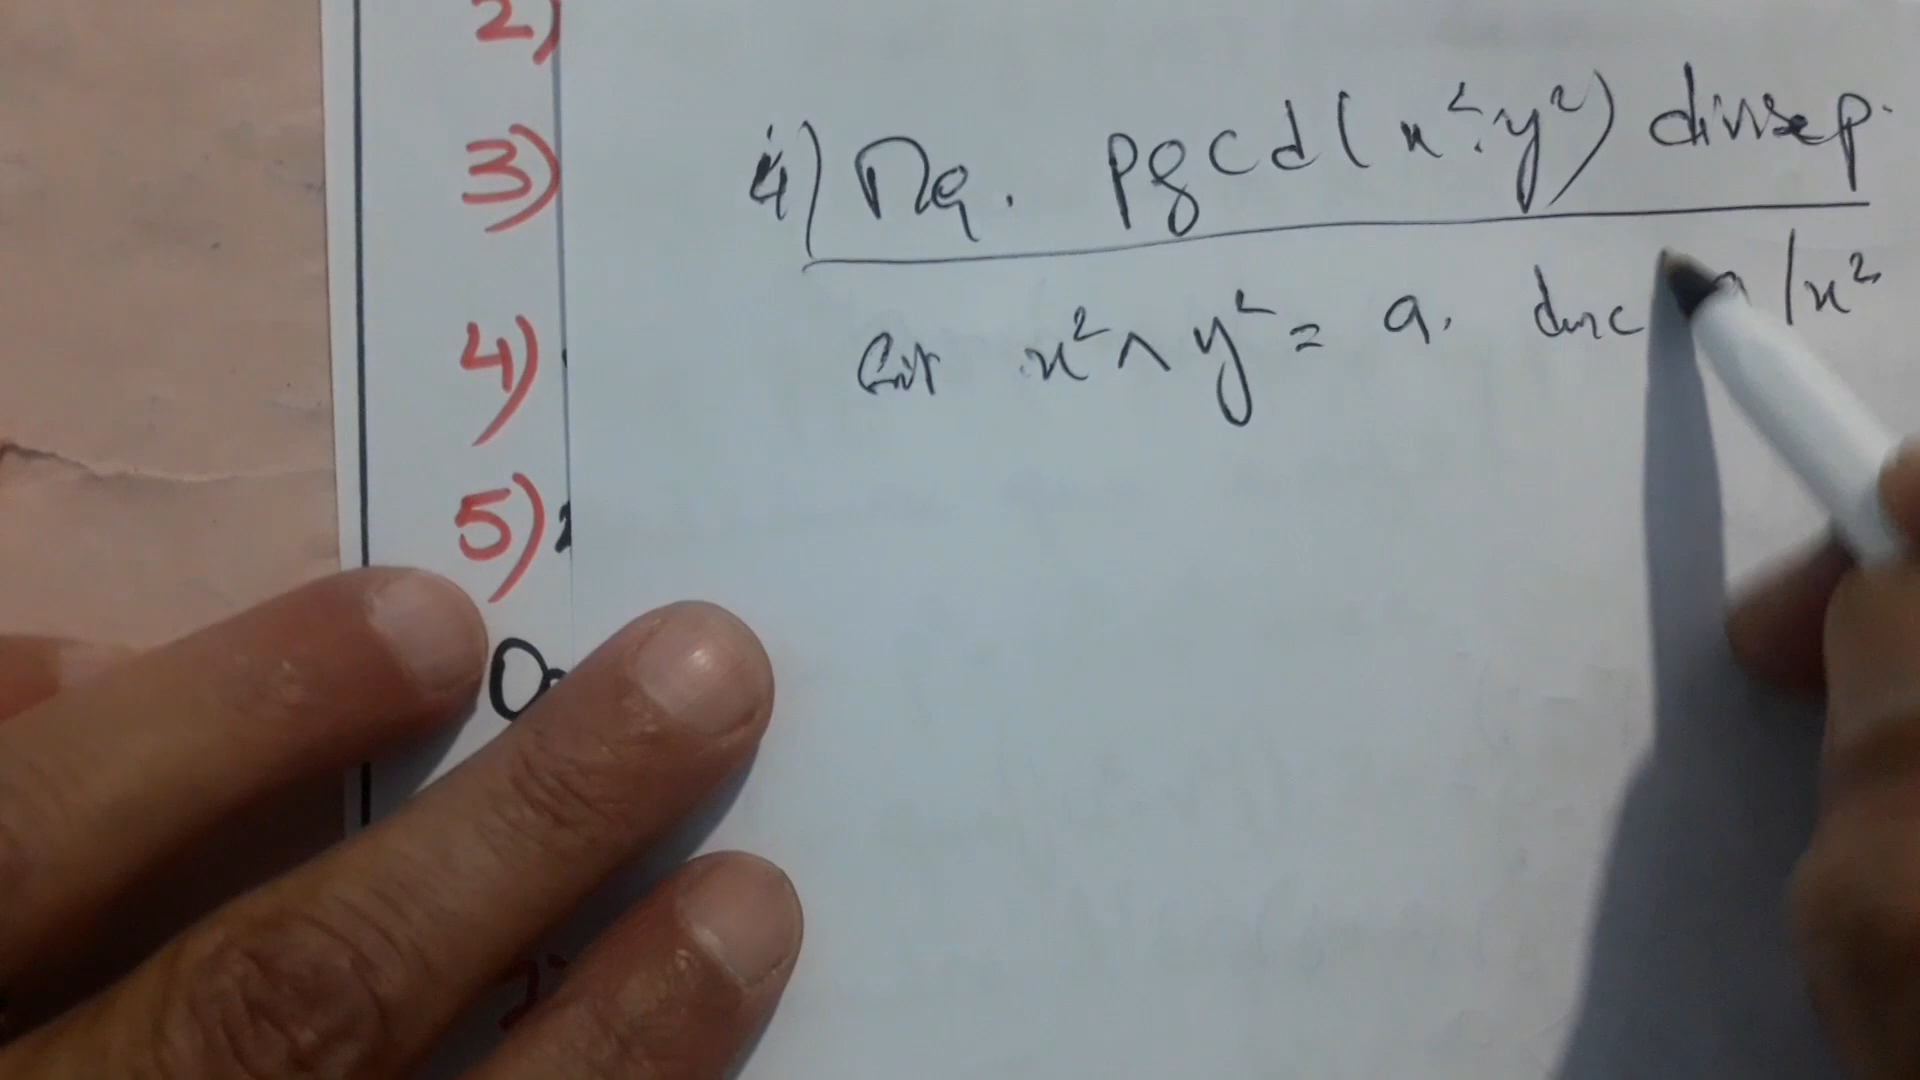 2)
3)
4)
5)
4) Mq. pgcd(x²; y²) divise p.
Soit x² ∧ y² = a. donc a /x²